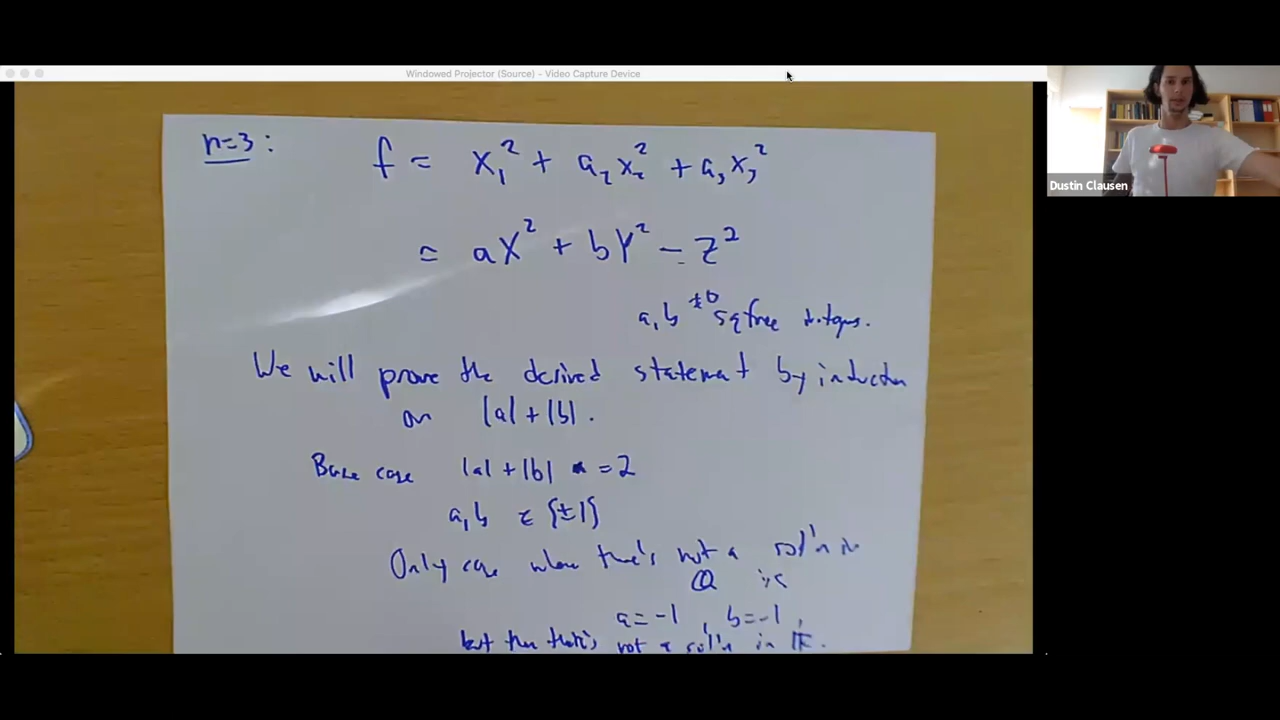 Windowed Projector (Source) - Video Capture Device
Dustin Clausen
n=3: f = x₁² + a₂x₂² + a₃x₃²
= aX² + bY² - Z²
a, b ≠0 sqfree integers.
We will prove the desired statement by induction
on |a| + |b|.
Base case |a| + |b| = 2
a, b ∈ {±1}
Only case where there's not a sol'n in
ℚ is
a = -1, b = -1,
but then there's not a sol'n in ℝ.